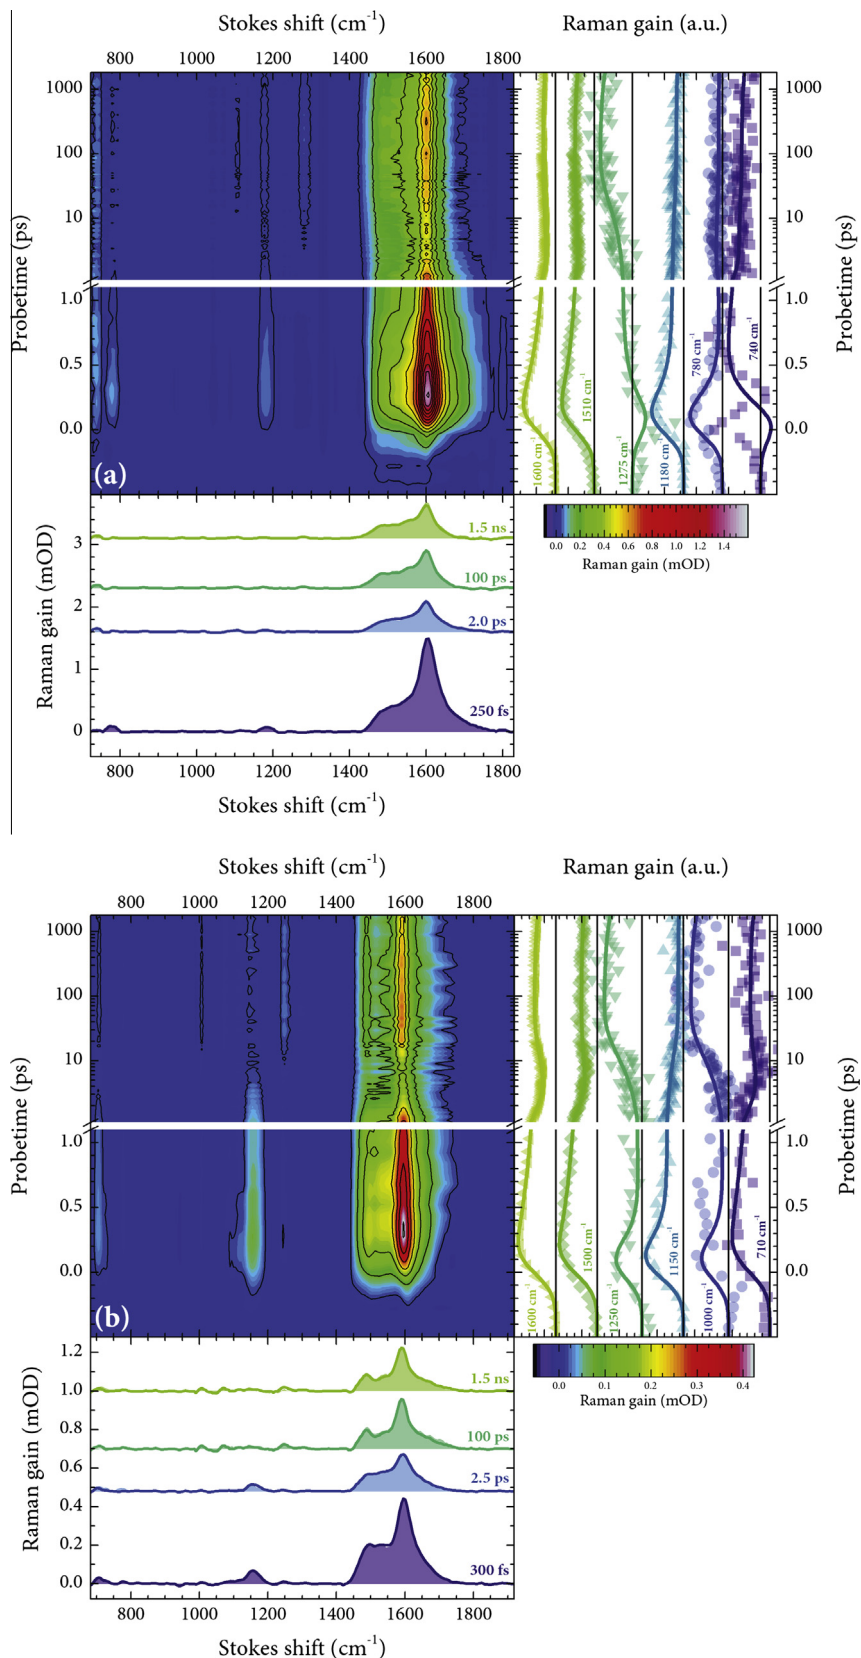 Stokes shift (cm-1) Raman gain (a.u.)
800 1000 1200 1400 1600 1800
Probetime (ps)
1000
100
10
1.0
0.5
0.0
(a)
1600 cm-1
1510 cm-1
1275 cm-1
1180 cm-1
780 cm-1
740 cm-1
1000
100
10
1.0
0.5
0.0
Probetime (ps)
0.0 0.2 0.4 0.6 0.8 1.0 1.2 1.4
Raman gain (mOD)
Raman gain (mOD)
3
2
1
0
1.5 ns
100 ps
2.0 ps
250 fs
800 1000 1200 1400 1600 1800
Stokes shift (cm-1)
Stokes shift (cm-1) Raman gain (a.u.)
800 1000 1200 1400 1600 1800
Probetime (ps)
1000
100
10
1.0
0.5
0.0
(b)
1600 cm-1
1500 cm-1
1250 cm-1
1150 cm-1
1000 cm-1
710 cm-1
1000
100
10
1.0
0.5
0.0
Probetime (ps)
0.0 0.1 0.2 0.3 0.4
Raman gain (mOD)
Raman gain (mOD)
1.2
1.0
0.8
0.6
0.4
0.2
0.0
1.5 ns
100 ps
2.5 ps
300 fs
800 1000 1200 1400 1600 1800
Stokes shift (cm-1)